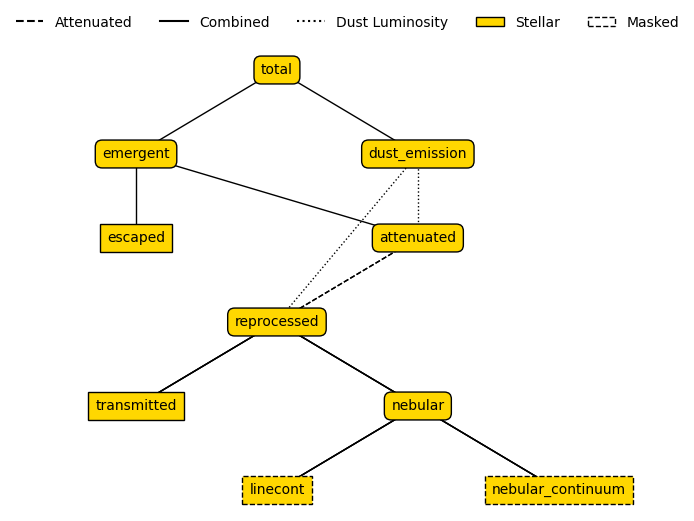 Attenuated Combined Dust Luminosity Stellar Masked
total
emergent dust_emission
escaped attenuated
reprocessed
transmitted nebular
linecont nebular_continuum